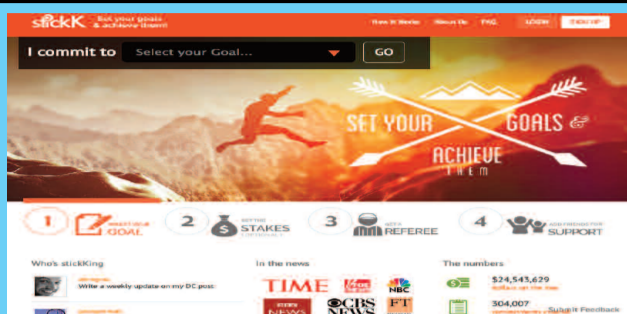 stickK Set your goals & achieve them!
How It Works About Us FAQ LOGIN SIGN UP
I commit to Select your Goal... GO
SET YOUR GOALS &
ACHIEVE
THEM
1 GOAL 2 STAKES 3 REFEREE 4 SUPPORT
Who's stickKing
In the news
The numbers
Write a weekly update on my DC post:
TIME FOX NBC
$24,543,629
NEWS CBS NEWS FT
304,007
Submit Feedback